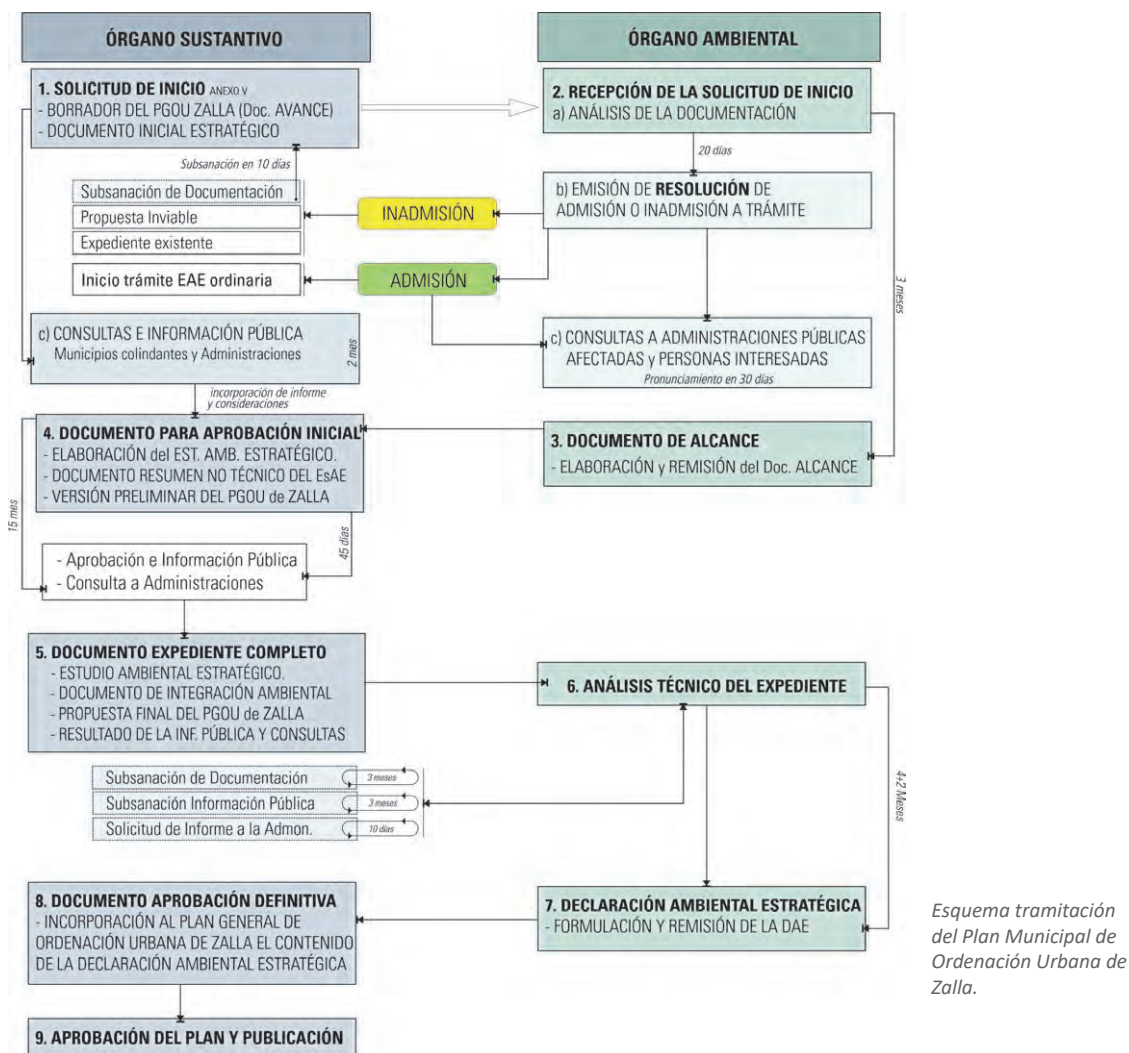 ÓRGANO SUSTANTIVO
ÓRGANO AMBIENTAL
1. SOLICITUD DE INICIO ANEXO V
- BORRADOR DEL PGOU ZALLA (Doc. AVANCE)
- DOCUMENTO INICIAL ESTRATÉGICO
2. RECEPCIÓN DE LA SOLICITUD DE INICIO
a) ANÁLISIS DE LA DOCUMENTACIÓN
Subsanación en 10 días
20 días
Subsanación de Documentación
Propuesta Inviable
Expediente existente
INADMISIÓN
b) EMISIÓN DE RESOLUCIÓN DE
ADMISIÓN O INADMISIÓN A TRÁMITE
Inicio trámite EAE ordinaria
ADMISIÓN
3 meses
c) CONSULTAS E INFORMACIÓN PÚBLICA
Municipios colindantes y Administraciones
2 mes
c) CONSULTAS A ADMINISTRACIONES PÚBLICAS
AFECTADAS y PERSONAS INTERESADAS
Pronunciamiento en 30 días
incorporación de informe
y consideraciones
4. DOCUMENTO PARA APROBACIÓN INICIAL
- ELABORACIÓN del EST. AMB. ESTRATÉGICO.
- DOCUMENTO RESUMEN NO TÉCNICO DEL EsAE
- VERSIÓN PRELIMINAR DEL PGOU de ZALLA
3. DOCUMENTO DE ALCANCE
- ELABORACIÓN y REMISIÓN del Doc. ALCANCE
15 mes
45 días
- Aprobación e Información Pública
- Consulta a Administraciones
5. DOCUMENTO EXPEDIENTE COMPLETO
- ESTUDIO AMBIENTAL ESTRATÉGICO.
- DOCUMENTO DE INTEGRACIÓN AMBIENTAL
- PROPUESTA FINAL DEL PGOU de ZALLA
- RESULTADO DE LA INF. PÚBLICA Y CONSULTAS
6. ANÁLISIS TÉCNICO DEL EXPEDIENTE
Subsanación de Documentación 3 meses
Subsanación Información Pública 3 meses
Solicitud de Informe a la Admon. 10 días
4+2 Meses
8. DOCUMENTO APROBACIÓN DEFINITIVA
- INCORPORACIÓN AL PLAN GENERAL DE
ORDENACIÓN URBANA DE ZALLA EL CONTENIDO
DE LA DECLARACIÓN AMBIENTAL ESTRATÉGICA
7. DECLARACIÓN AMBIENTAL ESTRATÉGICA
- FORMULACIÓN Y REMISIÓN DE LA DAE
Esquema tramitación
del Plan Municipal de
Ordenación Urbana de
Zalla.
9. APROBACIÓN DEL PLAN Y PUBLICACIÓN